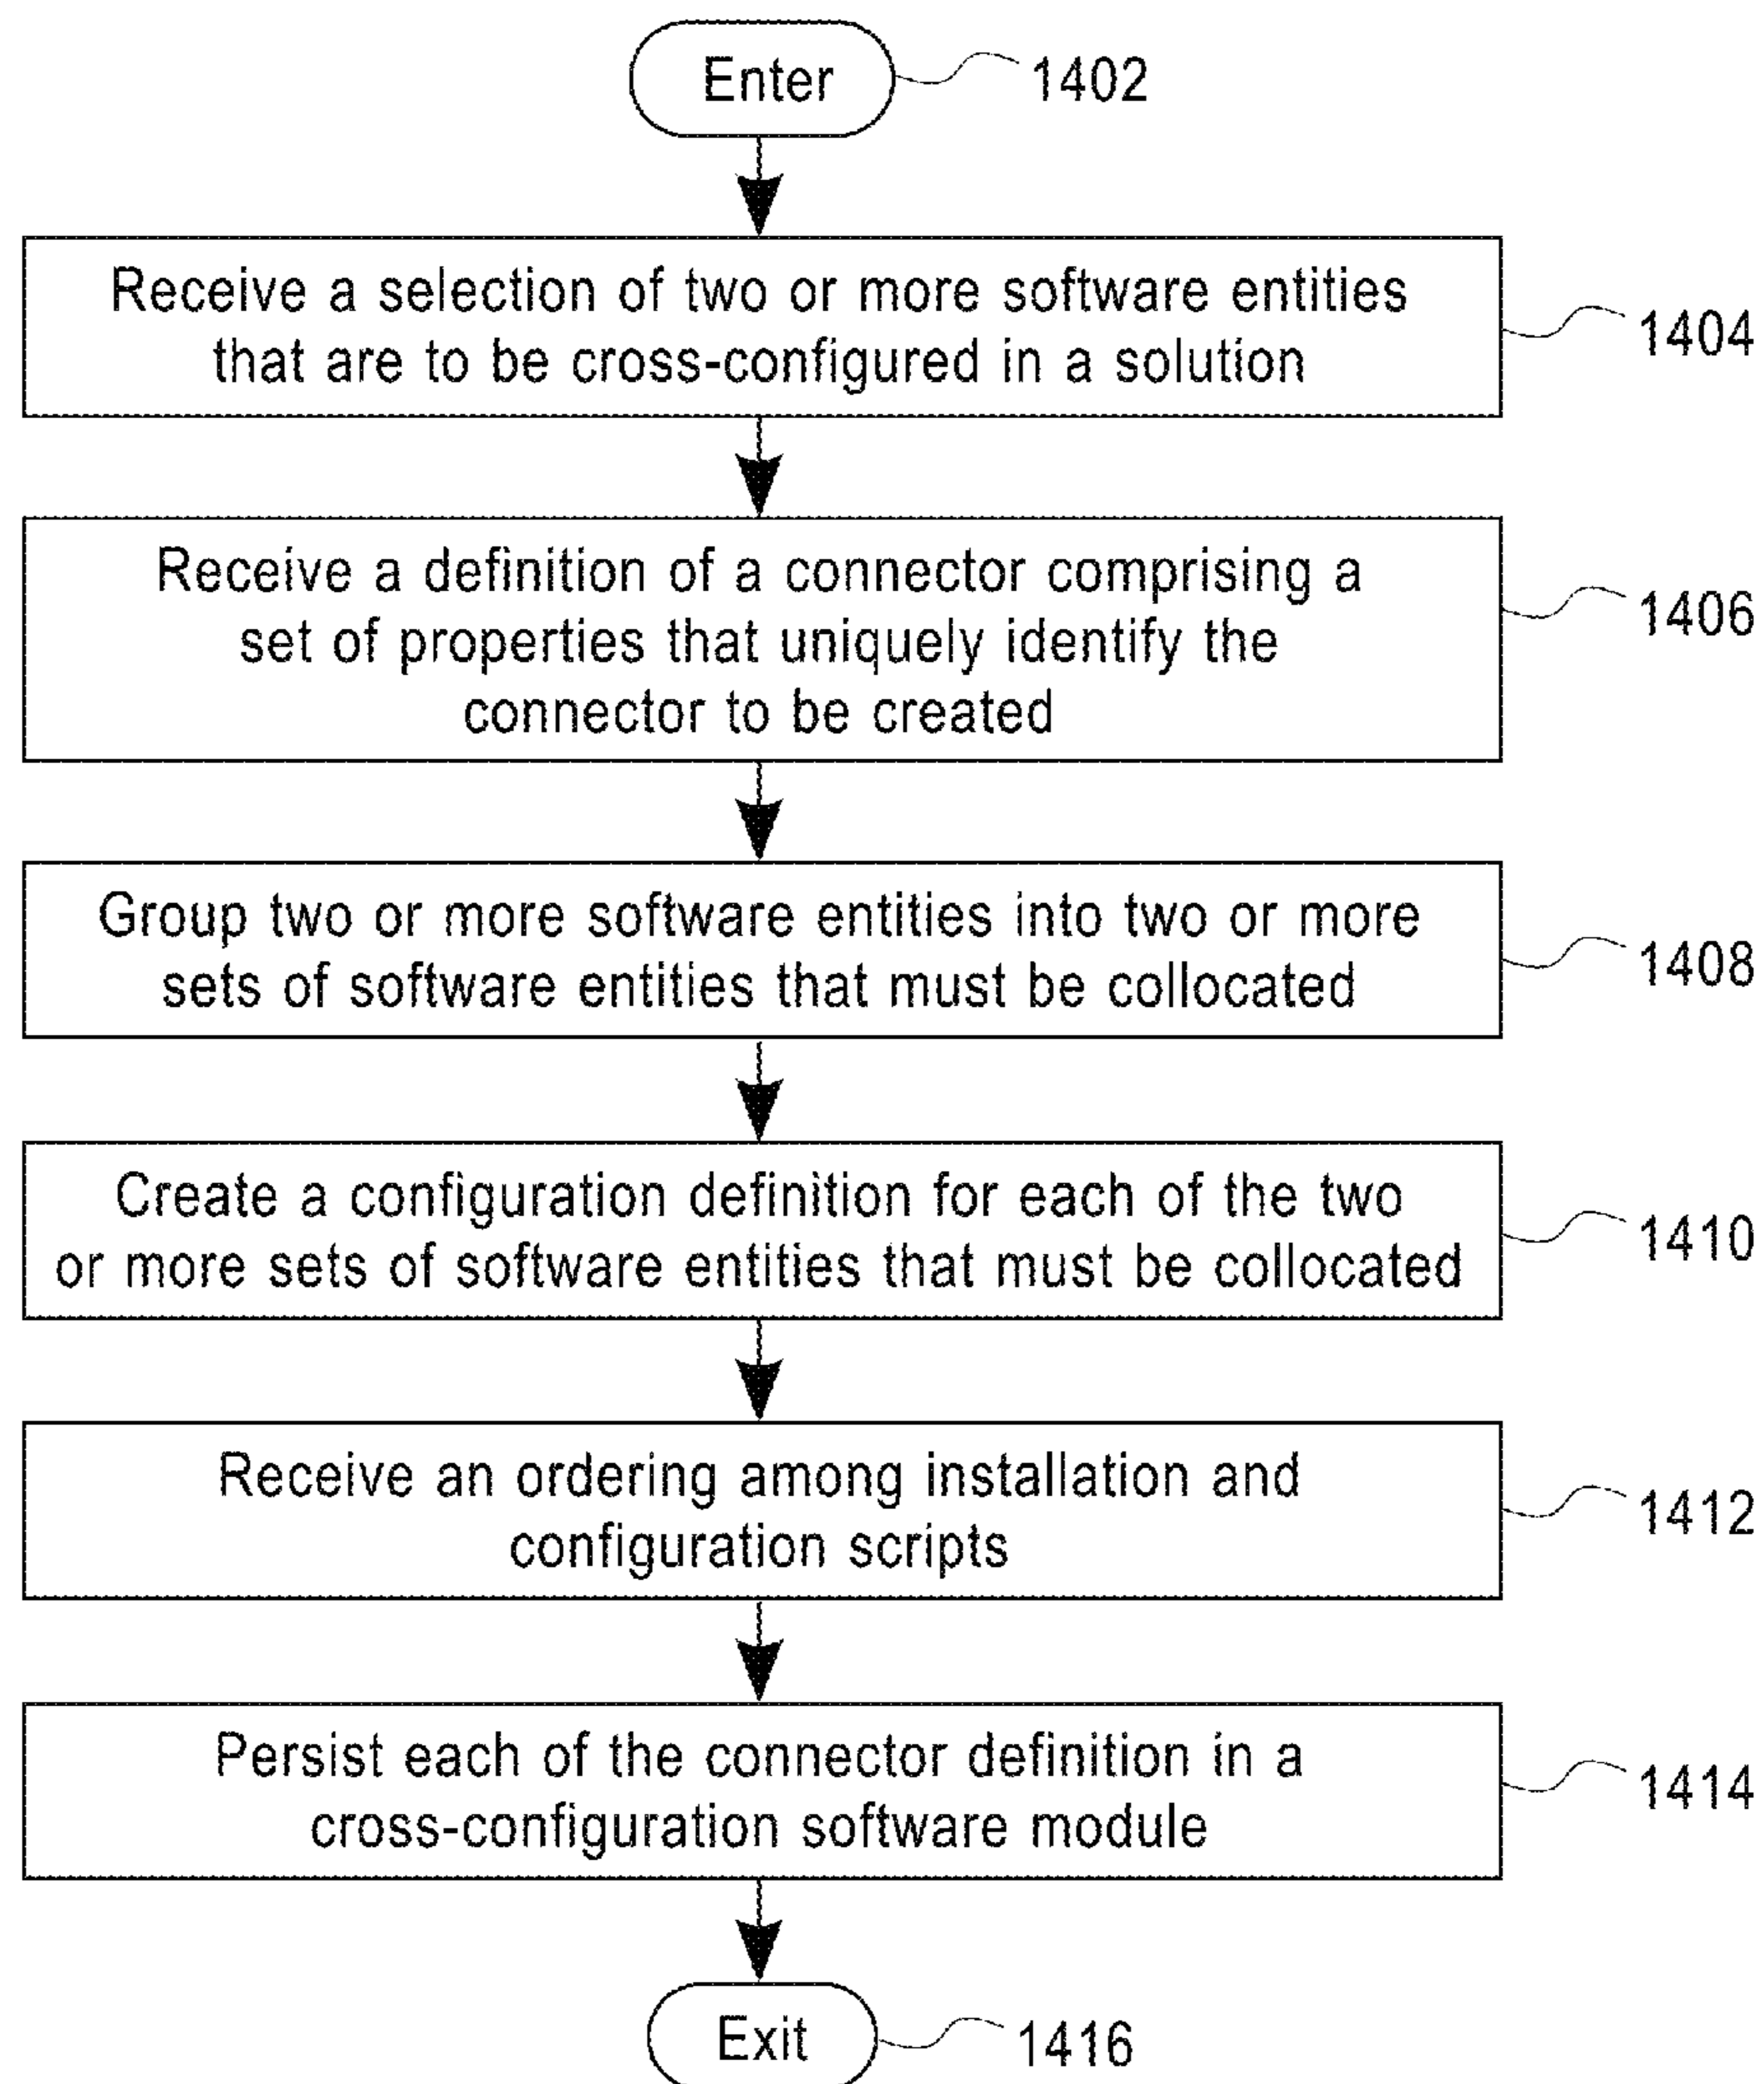 Enter
1402
Receive a selection of two or more software entities
that are to be cross-configured in a solution
1404
Receive a definition of a connector comprising a
set of properties that uniquely identify the
connector to be created
1406
Group two or more software entities into two or more
sets of software entities that must be collocated
1408
Create a configuration definition for each of the two
or more sets of software entities that must be collocated
1410
Receive an ordering among installation and
configuration scripts
1412
Persist each of the connector definition in a
cross-configuration software module
1414
Exit
1416